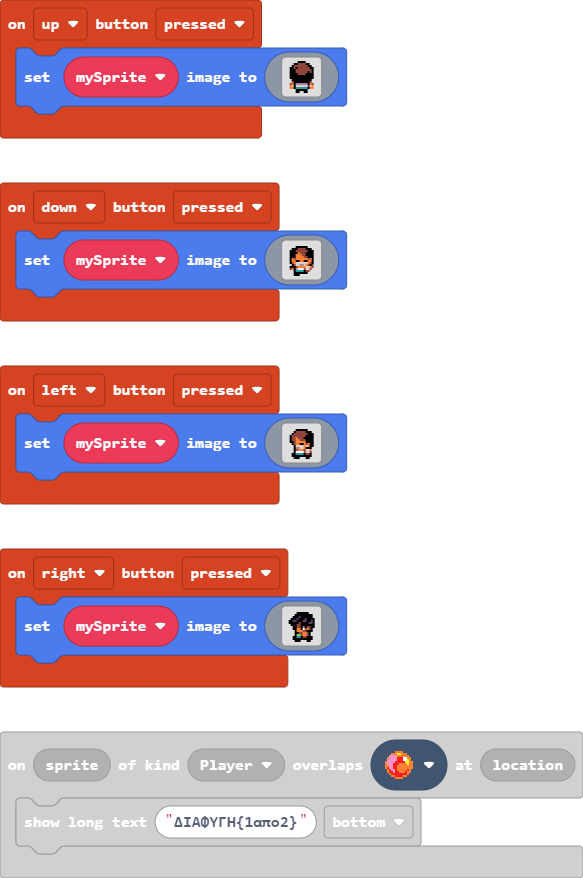 on up button pressed
set mySprite image to
on down button pressed
set mySprite image to
on left button pressed
set mySprite image to
on right button pressed
set mySprite image to
on sprite of kind Player overlaps at location
show long text "ΔΙΑΦΥΓΗ{1απο2}" bottom